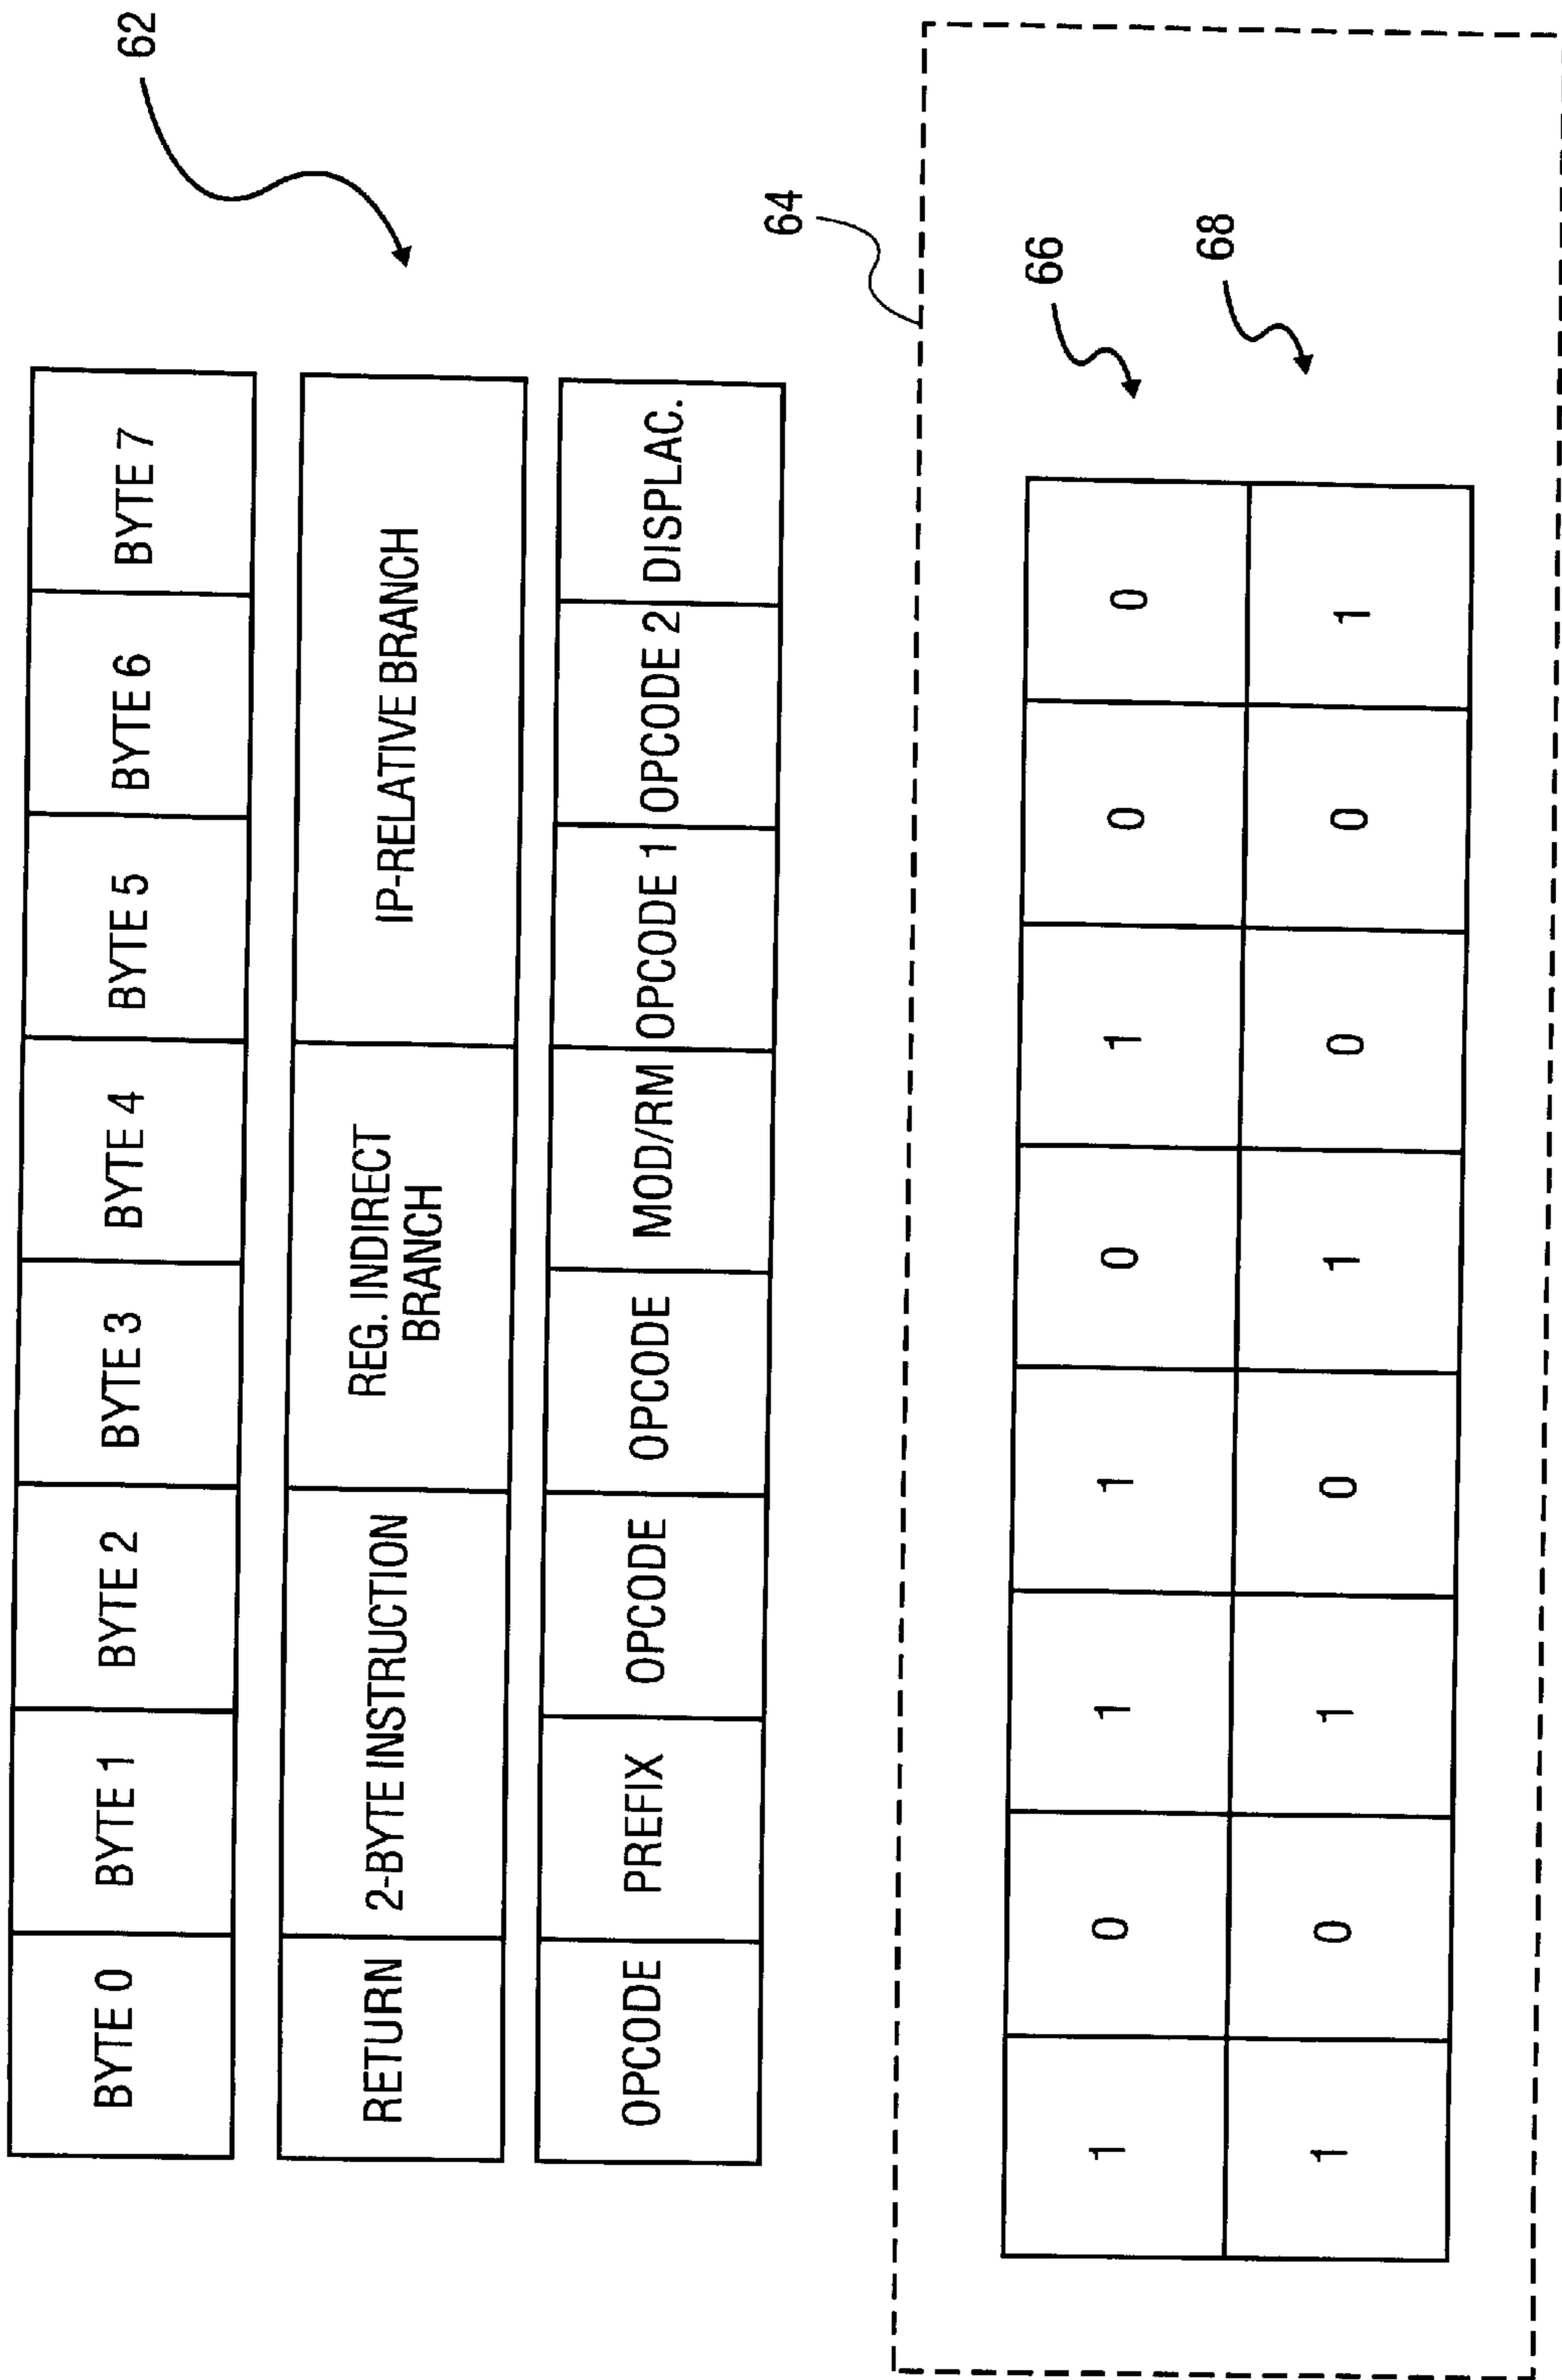 62
BYTE 0 BYTE 1 BYTE 2 BYTE 3 BYTE 4 BYTE 5 BYTE 6 BYTE 7
RETURN 2-BYTE INSTRUCTION REG. INDIRECT BRANCH IP-RELATIVE BRANCH
OPCODE PREFIX OPCODE OPCODE MOD/RM OPCODE 1 OPCODE 2 DISPLAC.
64
66
68
1 0 1 1 0 1 0 0
1 0 1 0 1 0 0 1